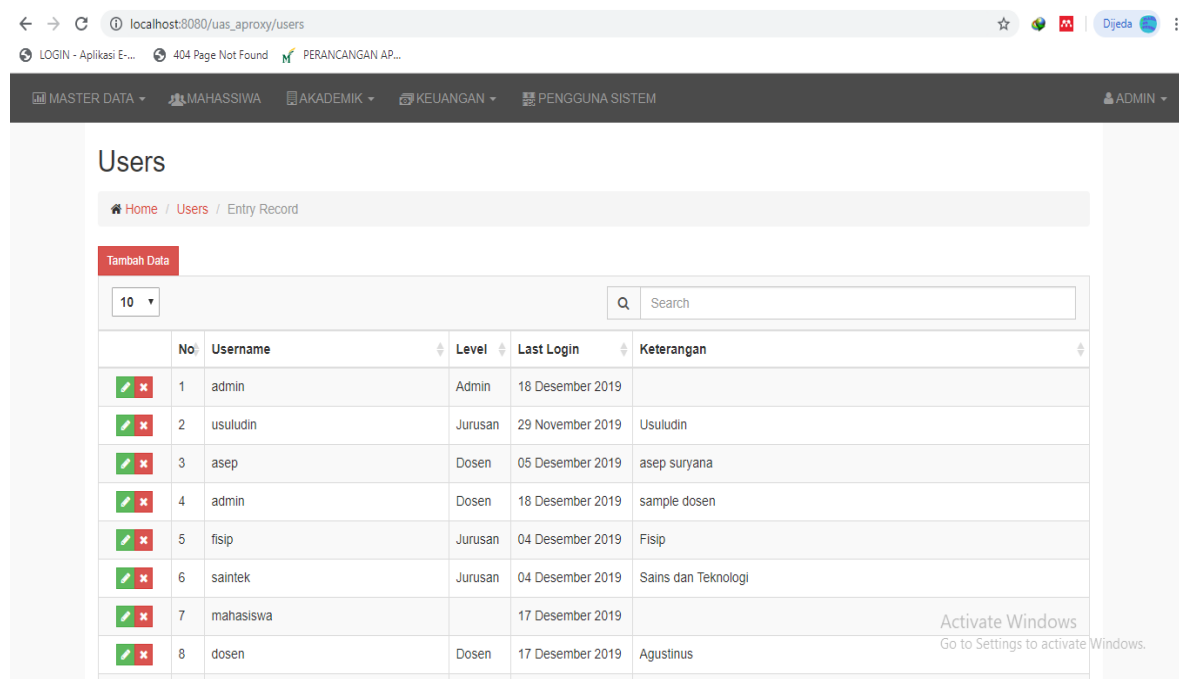 localhost:8080/uas_aproxy/users Dijeda
LOGIN - Aplikasi E-... 404 Page Not Found PERANCANGAN AP...
MASTER DATA MAHASSIWA AKADEMIK KEUANGAN PENGGUNA SISTEM ADMIN
Users
Home / Users / Entry Record
Tambah Data
10 Search
No Username Level Last Login Keterangan
1 admin Admin 18 Desember 2019
2 usuludin Jurusan 29 November 2019 Usuludin
3 asep Dosen 05 Desember 2019 asep suryana
4 admin Dosen 18 Desember 2019 sample dosen
5 fisip Jurusan 04 Desember 2019 Fisip
6 saintek Jurusan 04 Desember 2019 Sains dan Teknologi
7 mahasiswa 17 Desember 2019
8 dosen Dosen 17 Desember 2019 Agustinus
Activate Windows
Go to Settings to activate Windows.